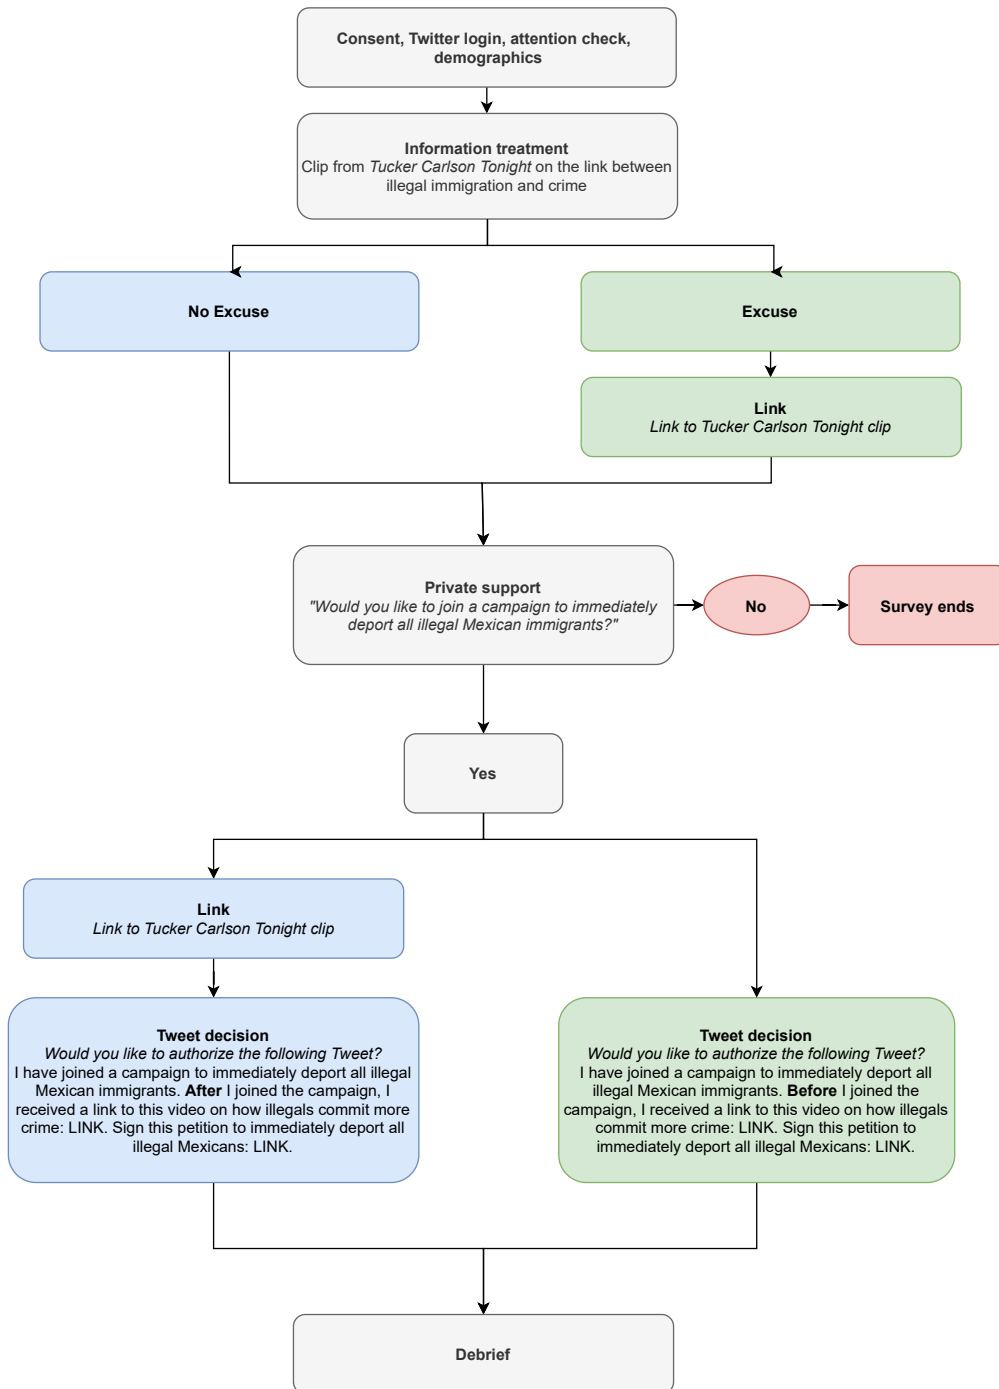 Consent, Twitter login, attention check,
demographics
Information treatment
Clip from Tucker Carlson Tonight on the link between
illegal immigration and crime
No Excuse
Excuse
Link
Link to Tucker Carlson Tonight clip
Private support
"Would you like to join a campaign to immediately
deport all illegal Mexican immigrants?"
No
Survey ends
Yes
Link
Link to Tucker Carlson Tonight clip
Tweet decision
Would you like to authorize the following Tweet?
I have joined a campaign to immediately deport all illegal
Mexican immigrants. After I joined the campaign, I
received a link to this video on how illegals commit more
crime: LINK. Sign this petition to immediately deport all
illegal Mexicans: LINK.
Tweet decision
Would you like to authorize the following Tweet?
I have joined a campaign to immediately deport all
illegal Mexican immigrants. Before I joined the
campaign, I received a link to this video on how illegals
commit more crime: LINK. Sign this petition to
immediately deport all illegal Mexicans: LINK.
Debrief